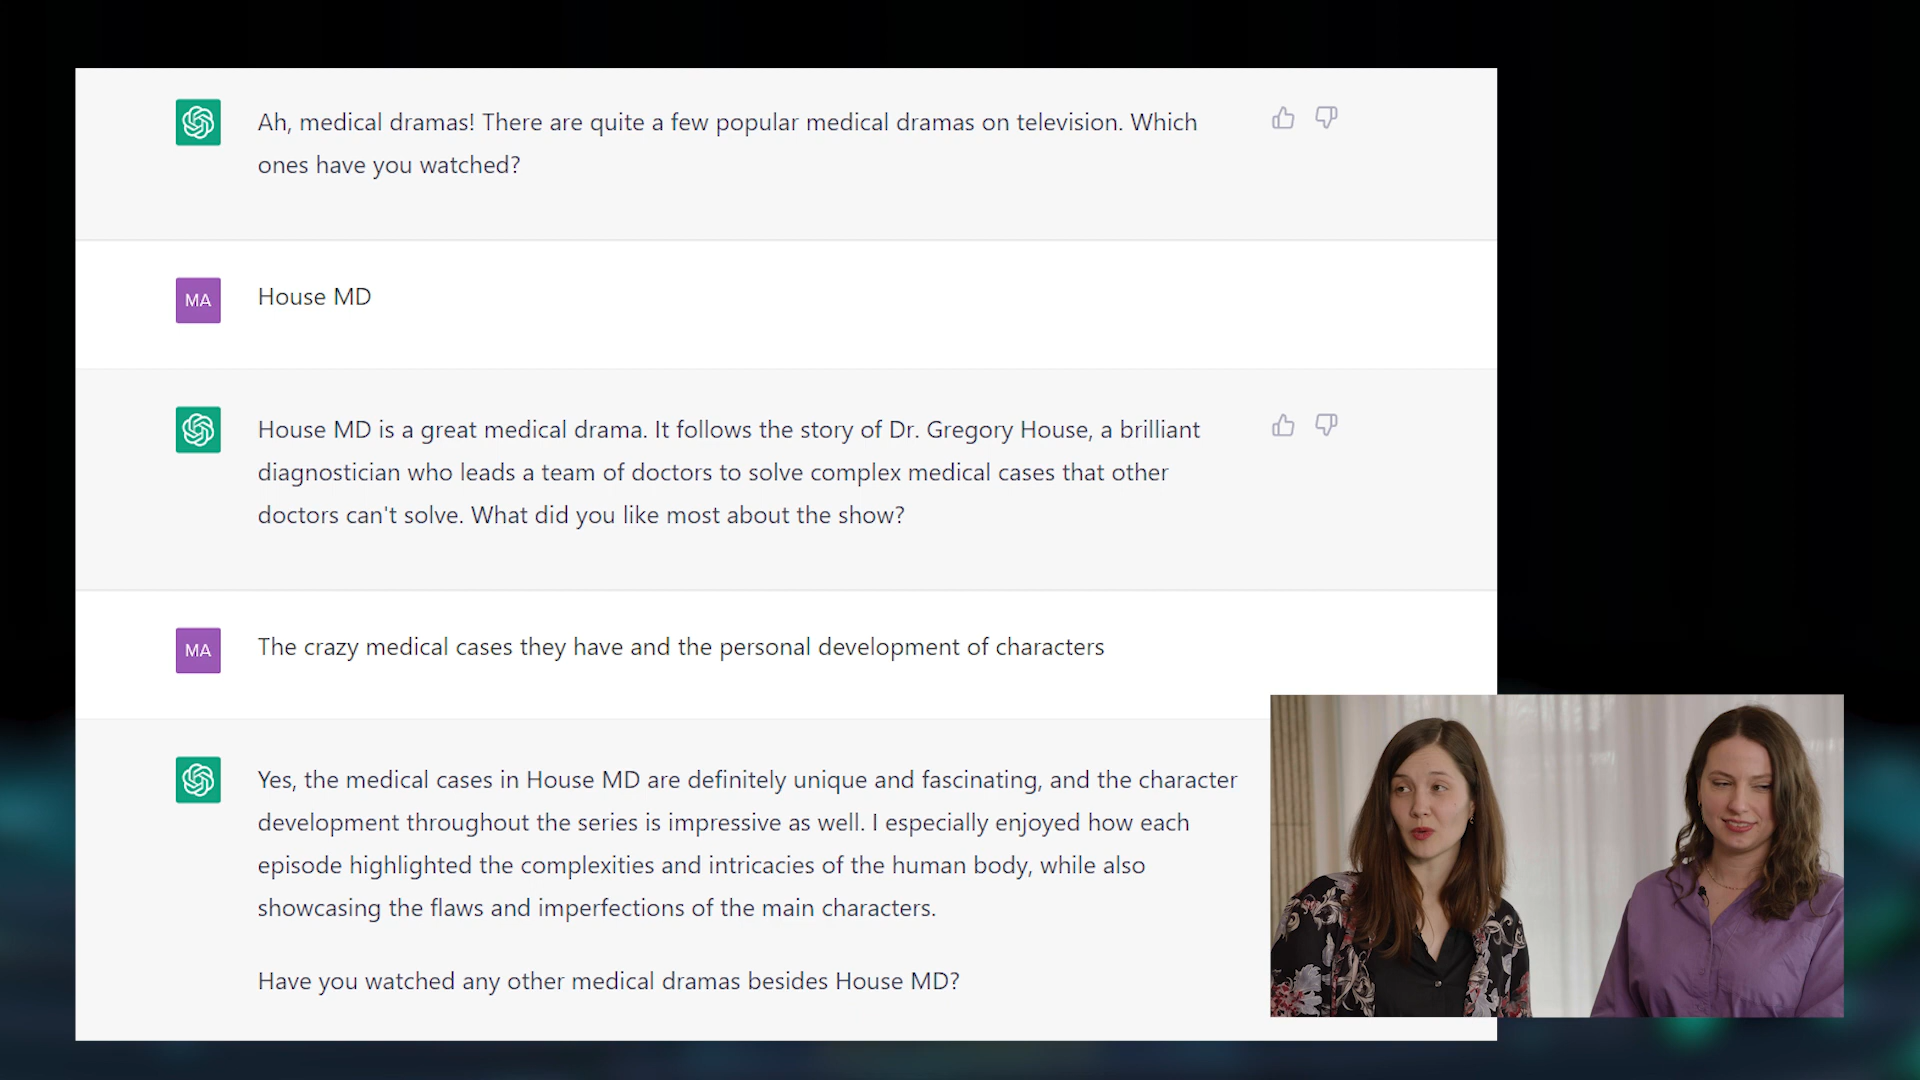 Ah, medical dramas! There are quite a few popular medical dramas on television. Which
ones have you watched?
MA
House MD
House MD is a great medical drama. It follows the story of Dr. Gregory House, a brilliant
diagnostician who leads a team of doctors to solve complex medical cases that other
doctors can't solve. What did you like most about the show?
MA
The crazy medical cases they have and the personal development of characters
Yes, the medical cases in House MD are definitely unique and fascinating, and the character
development throughout the series is impressive as well. I especially enjoyed how each
episode highlighted the complexities and intricacies of the human body, while also
showcasing the flaws and imperfections of the main characters.
Have you watched any other medical dramas besides House MD?